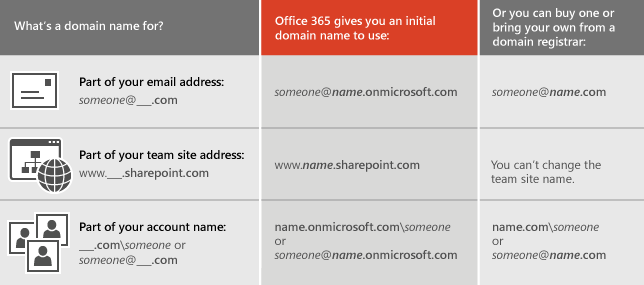 What's a domain name for?
Office 365 gives you an initial
domain name to use:
Or you can buy one or
bring your own from a
domain registrar:
Part of your email address:
someone@___.com
someone@name.onmicrosoft.com
someone@name.com
Part of your team site address:
www.___.sharepoint.com
www.name.sharepoint.com
You can't change the
team site name.
Part of your account name:
___.com\someone or
someone@___.com
name.onmicrosoft.com\someone
or
someone@name.onmicrosoft.com
name.com\someone
or
someone@name.com